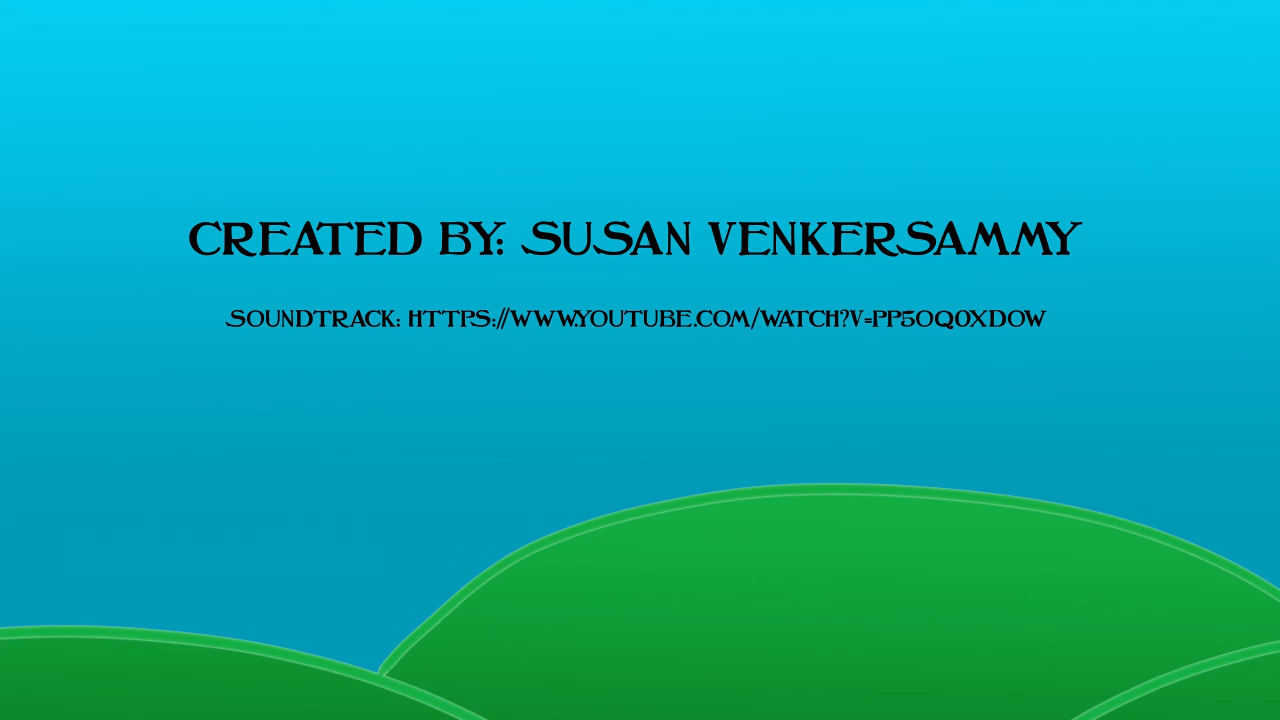 CREATED BY: SUSAN VENKERSAMMY
SOUNDTRACK: HTTPS://WWW.YOUTUBE.COM/WATCH?V=PP5OQ0XDOW